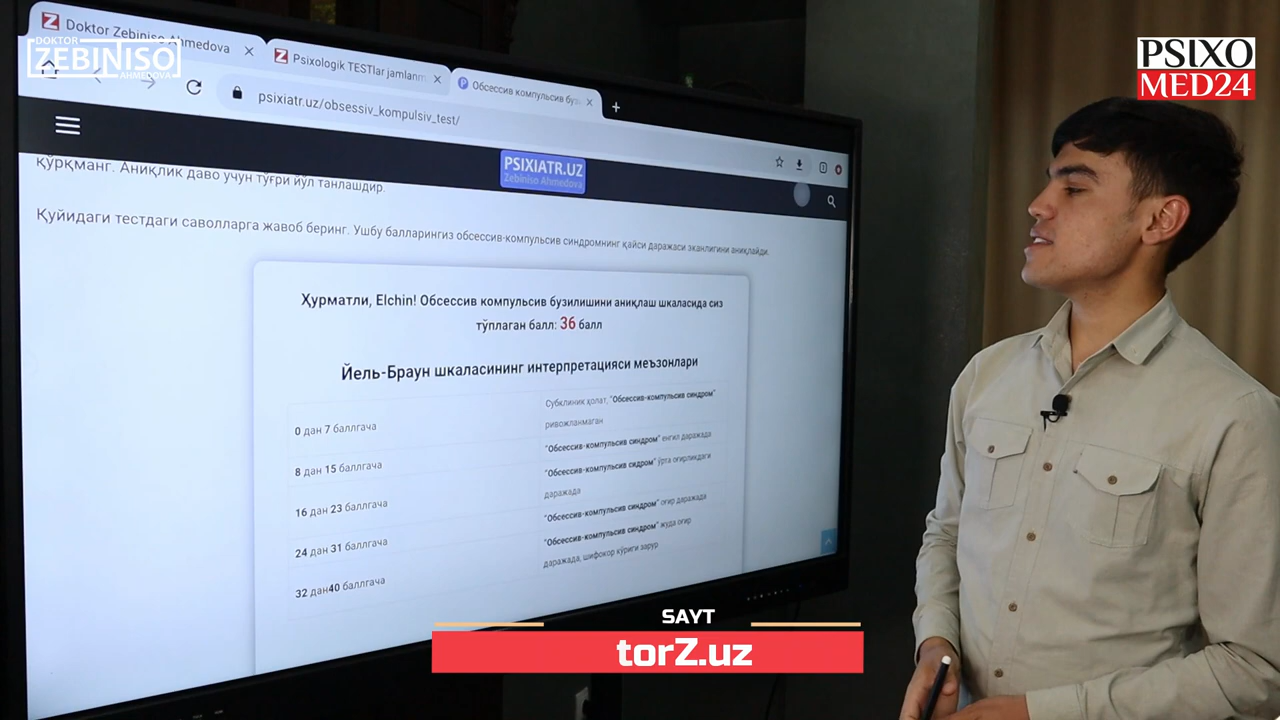 Doktor Zebiniso Ahmedova
Psixologik TESTlar jamlanm
Обсессив компульсив буз
DOKTOR
ZEBINISO
AHMEDOVA
psixiatr.uz/obsessiv_kompulsiv_test/
PSIXO
MED24
PSIXIATR.UZ
Zebiniso Ahmedova
қўрқманг. Аниқлик даво учун тўғри йўл танлашдир.
Қуйидаги тестдаги саволларга жавоб беринг. Ушбу балларингиз обсессив-компульсив синдромнинг қайси даражаси эканлигини аниқлайди.
Ҳурматли, Elchin! Обсессив компульсив бузилишини аниқлаш шкаласида сиз
тўплаган балл: 36 балл
Йель-Браун шкаласининг интерпретацияси меъзонлари
0 дан 7 баллгача
Субклиник ҳолат, "Обсессив-компульсив синдром"
ривожланмаган
8 дан 15 баллгача
"Обсессив-компульсив синдром" енгил даражада
16 дан 23 баллгача
"Обсессив-компульсив сидром" ўрта оғирликдаги
даражада
24 дан 31 баллгача
"Обсессив-компульсив синдром" оғир даражада
32 дан40 баллгача
"Обсессив-компульсив синдром" жуда оғир
даражада, шифокор кўриги зарур
SAYT
torZ.uz